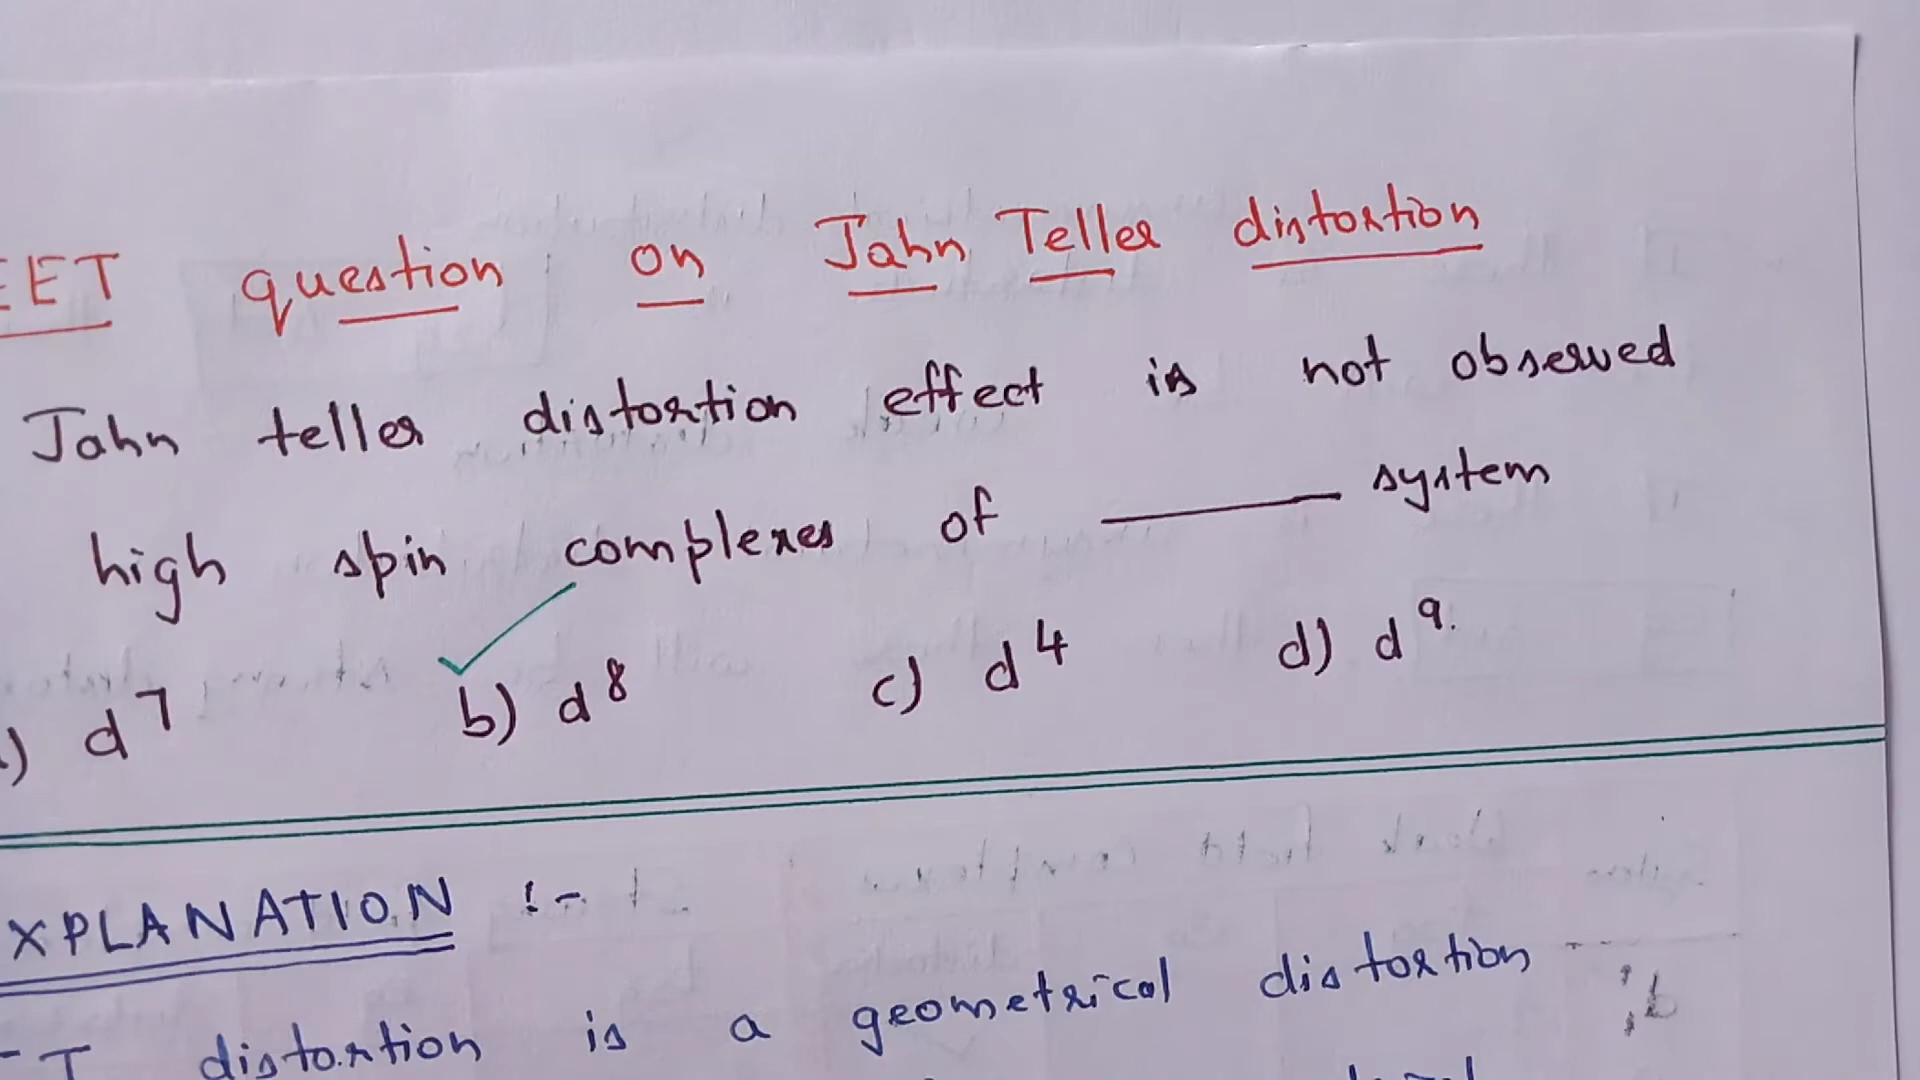 EET question on Jahn Teller distortion
Jahn teller distortion effect is not observed
high spin complexes of ______ system
) d⁷ b) d⁸ c) d⁴ d) d⁹.
XPLANATION :-
T distortion is a geometrical distortion